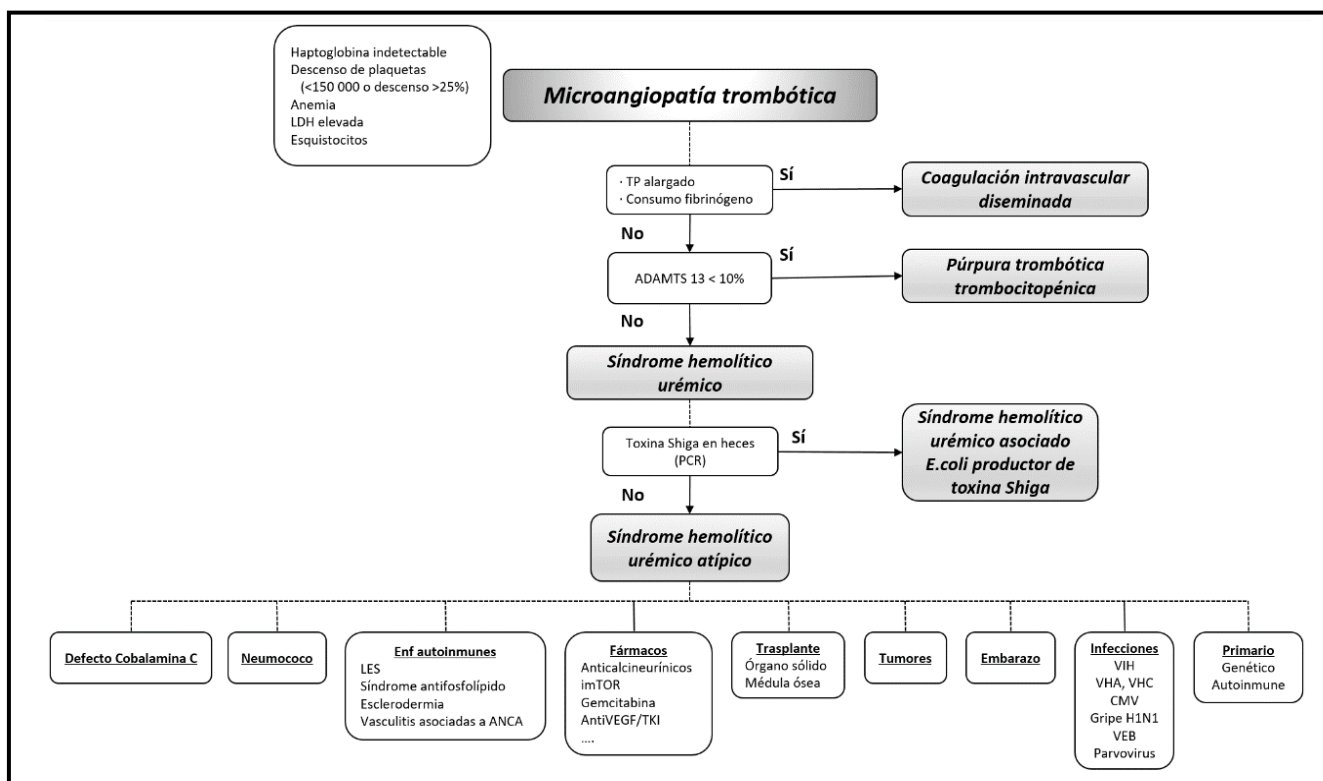 Haptoglobina indetectable
Descenso de plaquetas
(<150 000 o descenso >25%)
Anemia
LDH elevada
Esquistocitos
Microangiopatía trombótica
· TP alargado
· Consumo fibrinógeno
Sí
Coagulación intravascular
diseminada
No
ADAMTS 13 < 10%
Sí
Púrpura trombótica
trombocitopénica
No
Síndrome hemolítico
urémico
Toxina Shiga en heces
(PCR)
Sí
Síndrome hemolítico
urémico asociado
E.coli productor de
toxina Shiga
No
Síndrome hemolítico
urémico atípico
Defecto Cobalamina C
Neumococo
Enf autoinmunes
LES
Síndrome antifosfolípido
Esclerodermia
Vasculitis asociadas a ANCA
Fármacos
Anticalcineurínicos
imTOR
Gemcitabina
AntiVEGF/TKI
....
Trasplante
Órgano sólido
Médula ósea
Tumores
Embarazo
Infecciones
VIH
VHA, VHC
CMV
Gripe H1N1
VEB
Parvovirus
Primario
Genético
Autoinmune